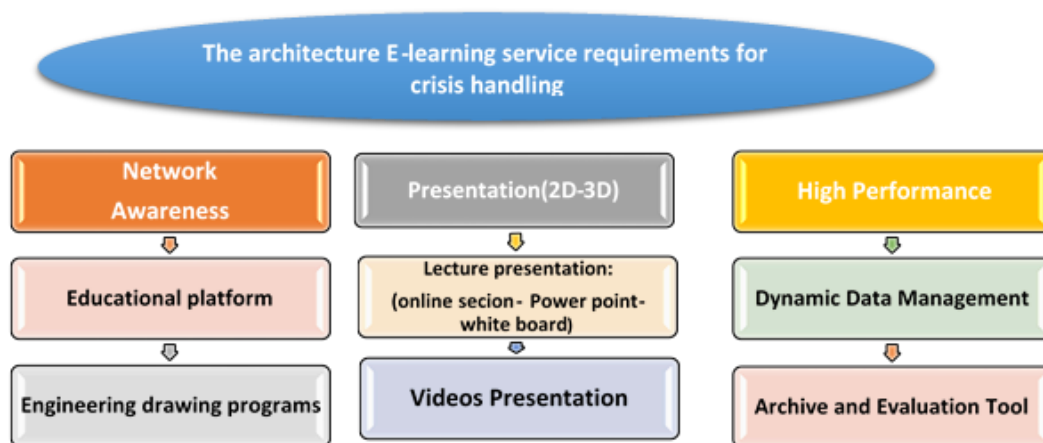 The architecture E-learning service requirements for
crisis handling
Network
Awareness
Presentation(2D-3D)
High Performance
Educational platform
Lecture presentation:
(online secion- Power point-
white board)
Dynamic Data Management
Engineering drawing programs
Videos Presentation
Archive and Evaluation Tool